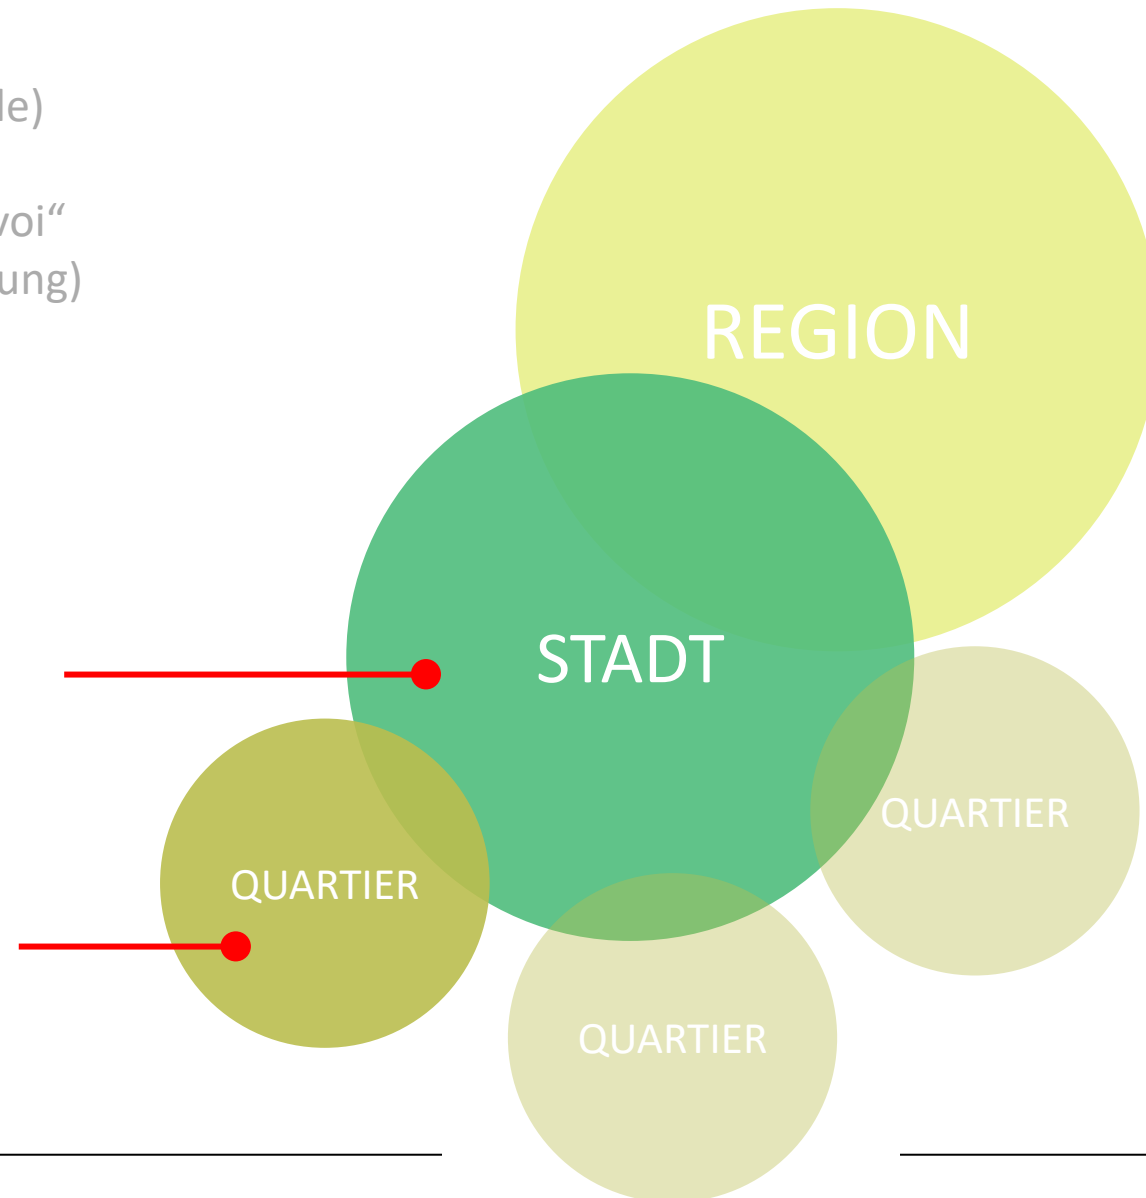 le)
voi“
ung)
REGION
STADT
QUARTIER
QUARTIER
QUARTIER